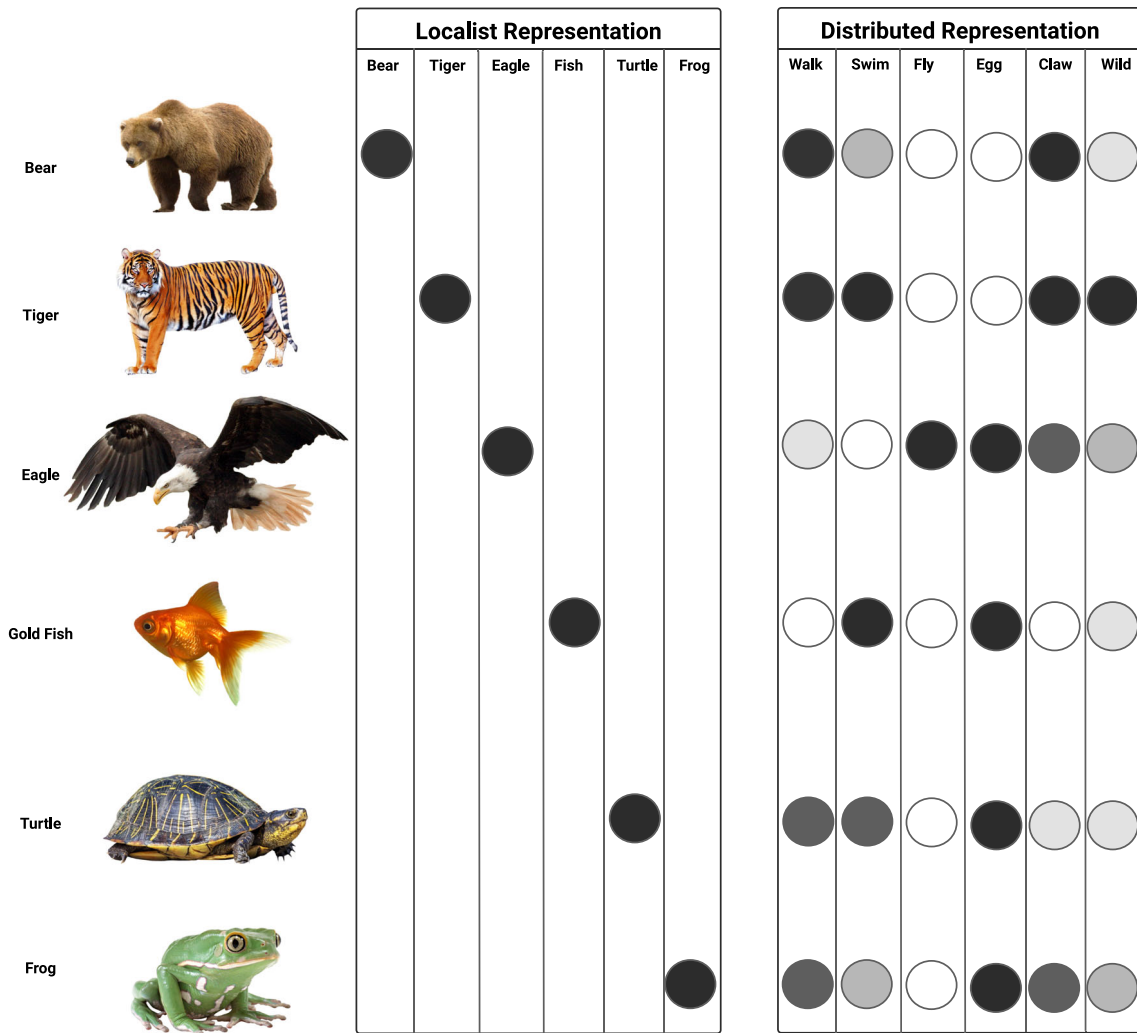 Localist Representation
Distributed Representation
Bear Tiger Eagle Fish Turtle Frog
Walk Swim Fly Egg Claw Wild
Bear
Tiger
Eagle
Gold Fish
Turtle
Frog